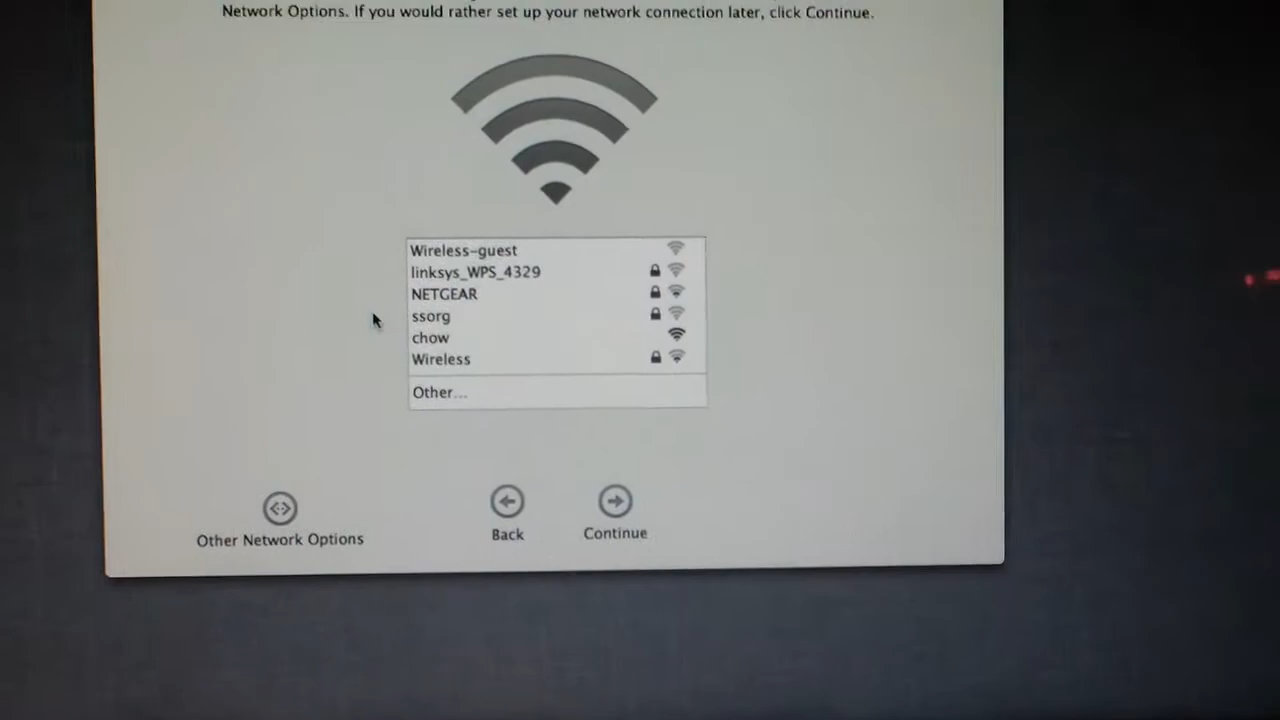 Network Options. If you would rather set up your network connection later, click Continue.
Wireless-guest
linksys_WPS_4329
NETGEAR
ssorg
chow
Wireless
Other...
Other Network Options
Back
Continue